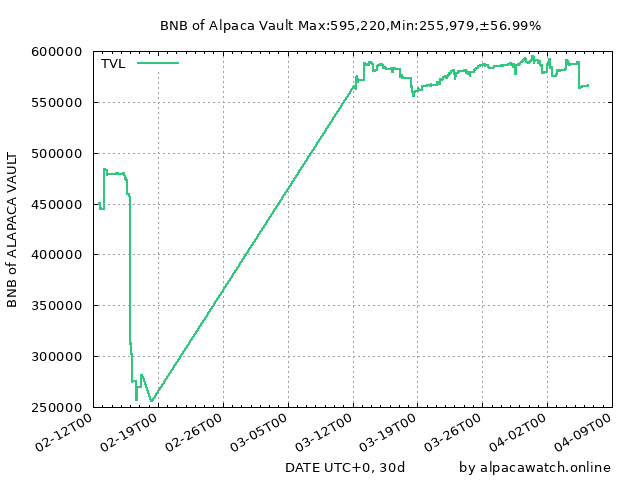 BNB of Alpaca Vault Max:595,220,Min:255,979,±56.99%
TVL
600000
550000
500000
450000
400000
350000
300000
250000
BNB of ALAPACA VAULT
02-12T00
02-19T00
02-26T00
03-05T00
03-12T00
03-19T00
03-26T00
04-02T00
04-09T00
DATE UTC+0, 30d
by alpacawatch.online